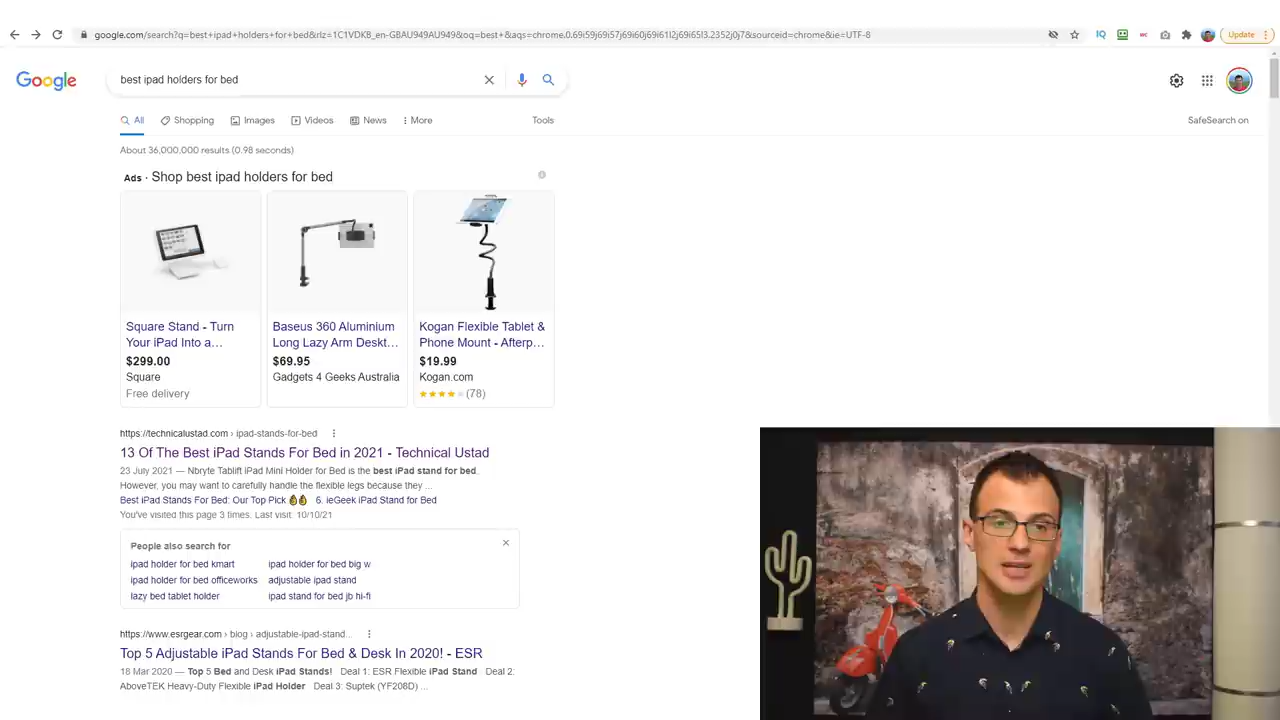 google.com/search?q=best+ipad+holders+for+bed&rlz=1C1VDKB_en-GBAU949AU949&oq=best+&aqs=chrome.0.69i59j69i57j69i60j69i61l2j69i65l3.2352j0j7&sourceid=chrome&ie=UTF-8
Update
Google
best ipad holders for bed
All
Shopping
Images
Videos
News
More
Tools
SafeSearch on
About 36,000,000 results (0.98 seconds)
Ads · Shop best ipad holders for bed
Square Stand - Turn
Your iPad Into a…
$299.00
Square
Free delivery
Baseus 360 Aluminium
Long Lazy Arm Deskt…
$69.95
Gadgets 4 Geeks Australia
Kogan Flexible Tablet &
Phone Mount - Afterp…
$19.99
Kogan.com
(78)
https://technicalustad.com › ipad-stands-for-bed
13 Of The Best iPad Stands For Bed in 2021 - Technical Ustad
23 July 2021 — Nbryte Tablift iPad Mini Holder for Bed is the best iPad stand for bed.
However, you may want to carefully handle the flexible legs because they ...
Best iPad Stands For Bed: Our Top Pick 6. ieGeek iPad Stand for Bed
You've visited this page 3 times. Last visit: 10/10/21
People also search for
ipad holder for bed kmart
ipad holder for bed big w
ipad holder for bed officeworks
adjustable ipad stand
lazy bed tablet holder
ipad stand for bed jb hi-fi
https://www.esrgear.com › blog › adjustable-ipad-stand...
Top 5 Adjustable iPad Stands For Bed & Desk In 2020! - ESR
18 Mar 2020 — Top 5 Bed and Desk iPad Stands! Deal 1: ESR Flexible iPad Stand Deal 2:
AboveTEK Heavy-Duty Flexible iPad Holder Deal 3: Suptek (YF208D) ...